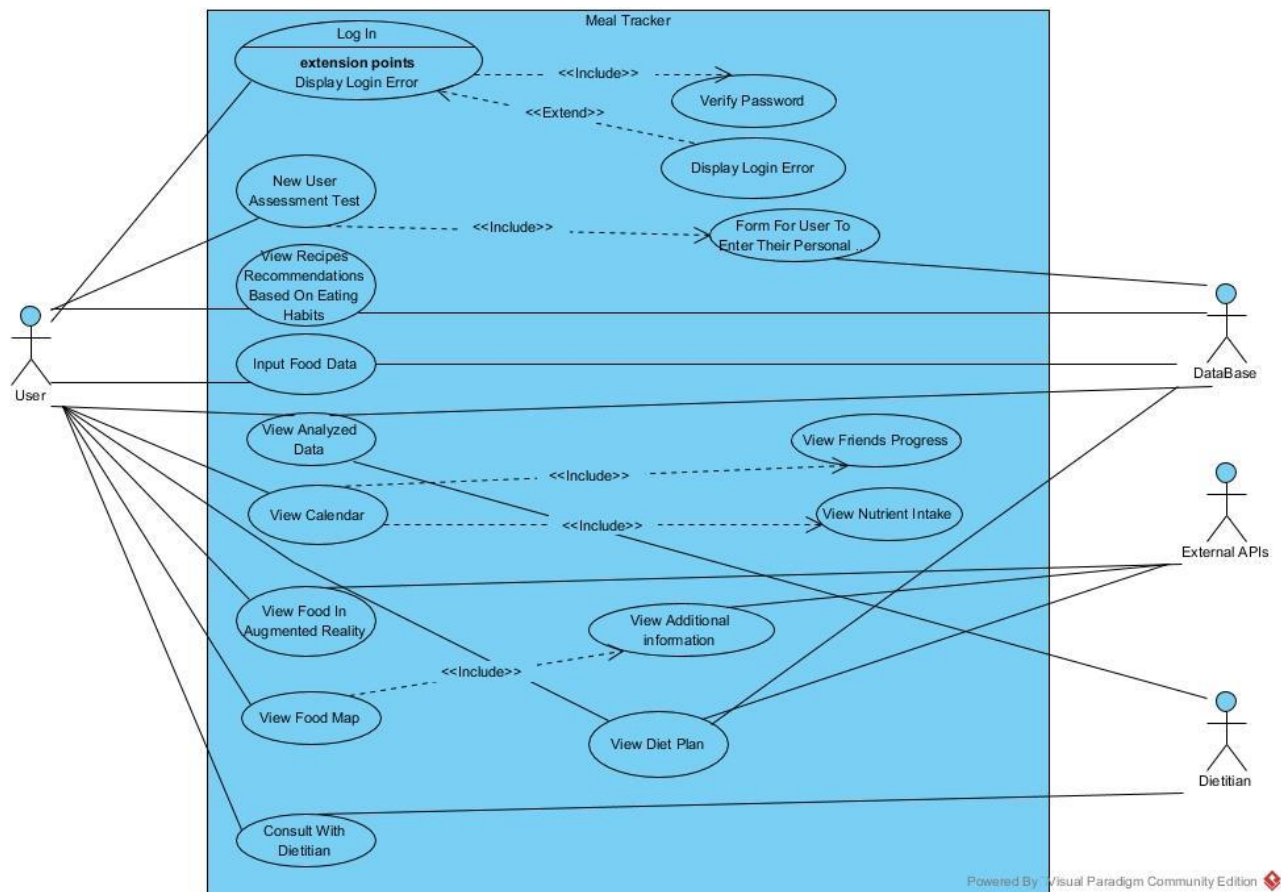 Meal Tracker
Log In
extension points
Display Login Error
<<Include>>
Verify Password
<<Extend>>
Display Login Error
New User
Assessment Test
<<Include>>
Form For User To
Enter Their Personal ...
View Recipes
Recommendations
Based On Eating
Habits
User
Input Food Data
DataBase
View Analyzed
Data
View Friends Progress
<<Include>>
View Calendar
<<Include>>
View Nutrient Intake
External APIs
View Food In
Augmented Reality
View Additional
information
<<Include>>
View Food Map
View Diet Plan
Dietitian
Consult With
Dietitian
Powered By: Visual Paradigm Community Edition